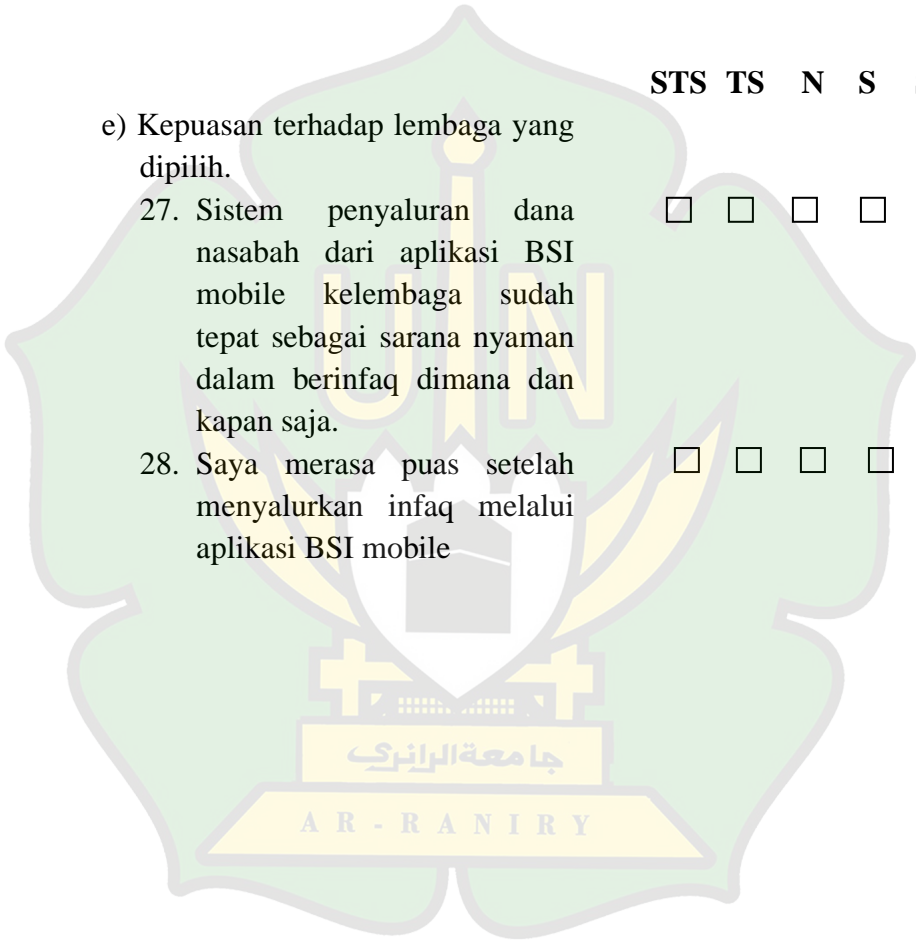 STS TS N S
e) Kepuasan terhadap lembaga yang
dipilih.
27. Sistem penyaluran dana
nasabah dari aplikasi BSI
mobile kelembaga sudah
tepat sebagai sarana nyaman
dalam berinfaq dimana dan
kapan saja.
28. Saya merasa puas setelah
menyalurkan infaq melalui
aplikasi BSI mobile
UIN
جامعةالرانري
AR-RANIRY